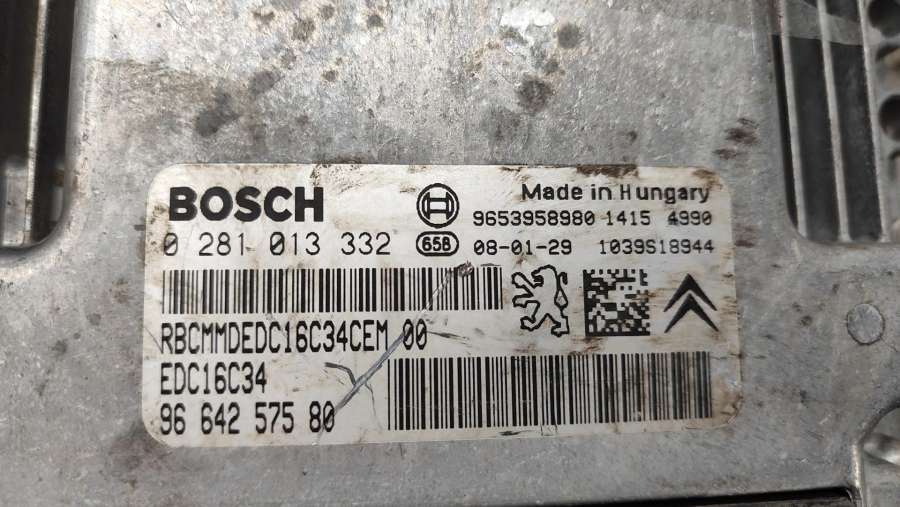 BOSCH
Made in Hungary
9653958980 1415 4990
0 281 013 332
658
08-01-29 1039S18944
RBCMMDEDC16C34CEM 00
EDC16C34
96 642 575 80